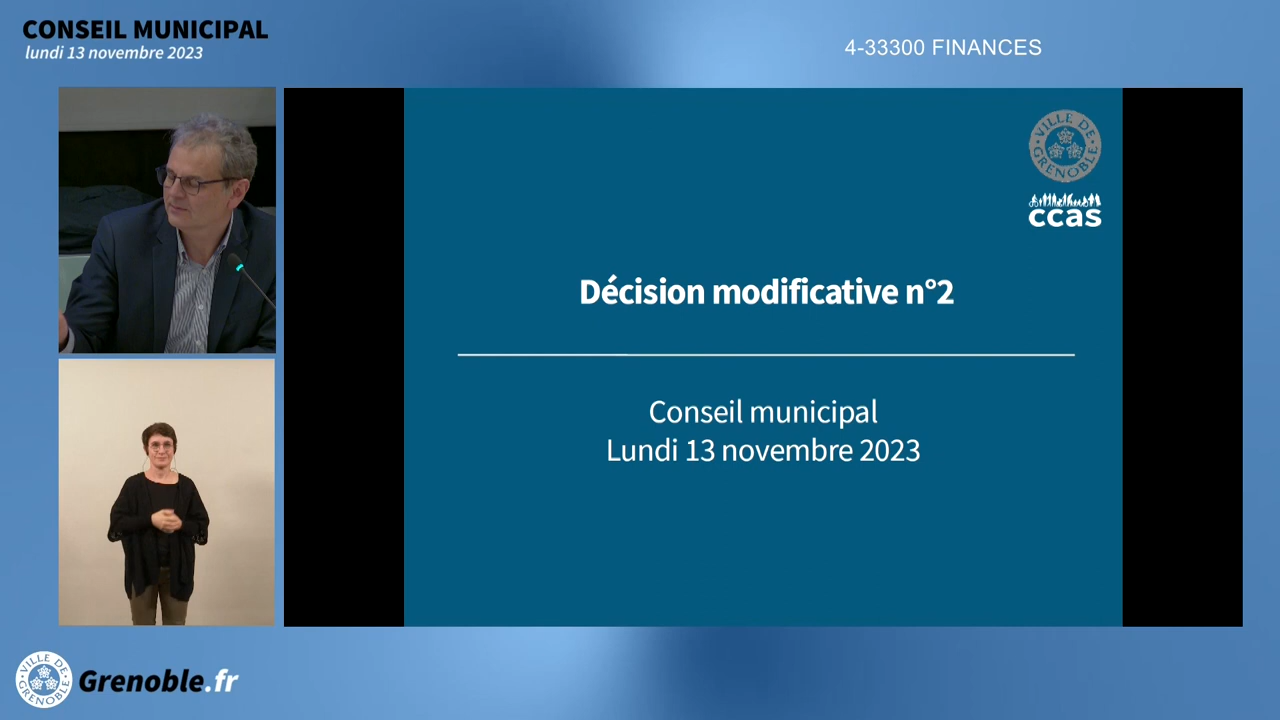 CONSEIL MUNICIPAL
lundi 13 novembre 2023
4-33300 FINANCES
VILLE DE GRENOBLE
ccas
Décision modificative n°2
Conseil municipal
Lundi 13 novembre 2023
VILLE DE GRENOBLE
Grenoble.fr